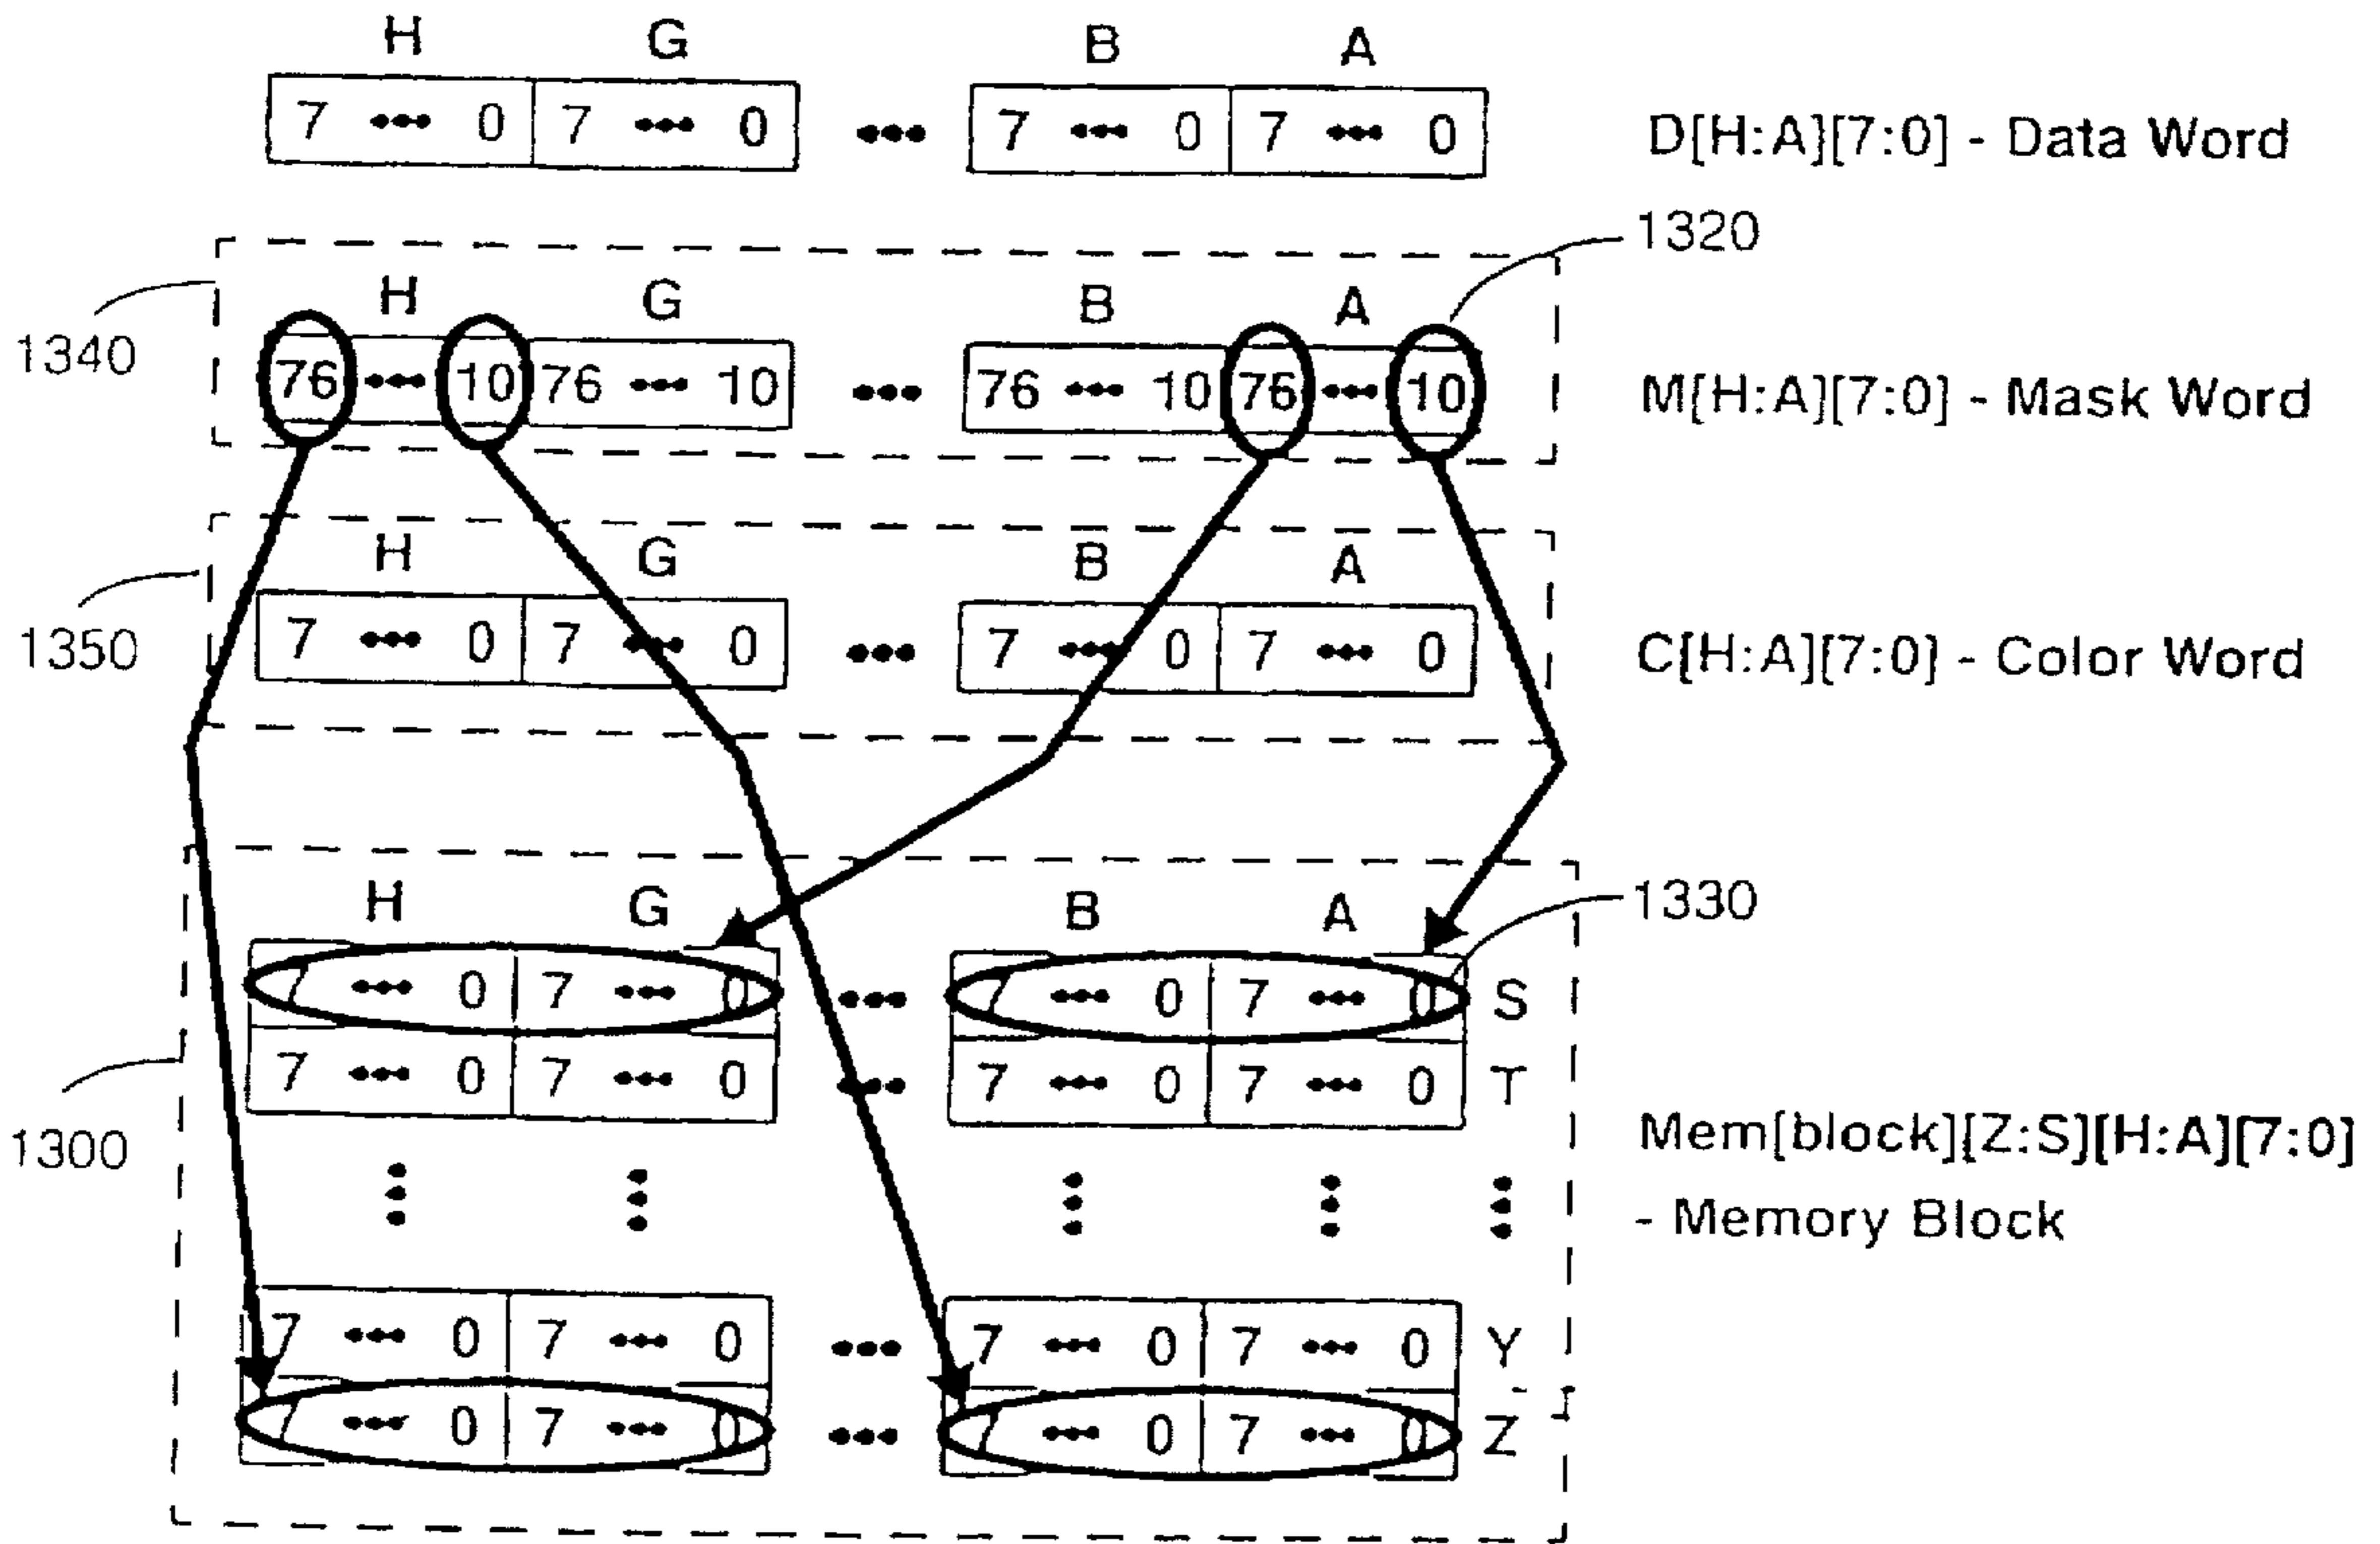 H G B A
7 ••• 0 7 ••• 0 ••• 7 ••• 0 7 ••• 0 D[H:A][7:0] - Data Word
1320
1340
H G B A
76 ••• 10 76 ••• 10 ••• 76 ••• 10 76 ••• 10 M[H:A][7:0] - Mask Word
1350
H G B A
7 ••• 0 7 ••• 0 ••• 7 ••• 0 7 ••• 0 C[H:A][7:0] - Color Word
H G B A 1330
7 ••• 0 7 ••• 0 ••• 7 ••• 0 7 ••• 0 S
7 ••• 0 7 ••• 0 ••• 7 ••• 0 7 ••• 0 T
1300
Mem[block][Z:S][H:A][7:0]
- Memory Block
7 ••• 0 7 ••• 0 ••• 7 ••• 0 7 ••• 0 Y
7 ••• 0 7 ••• 0 ••• 7 ••• 0 7 ••• 0 Z